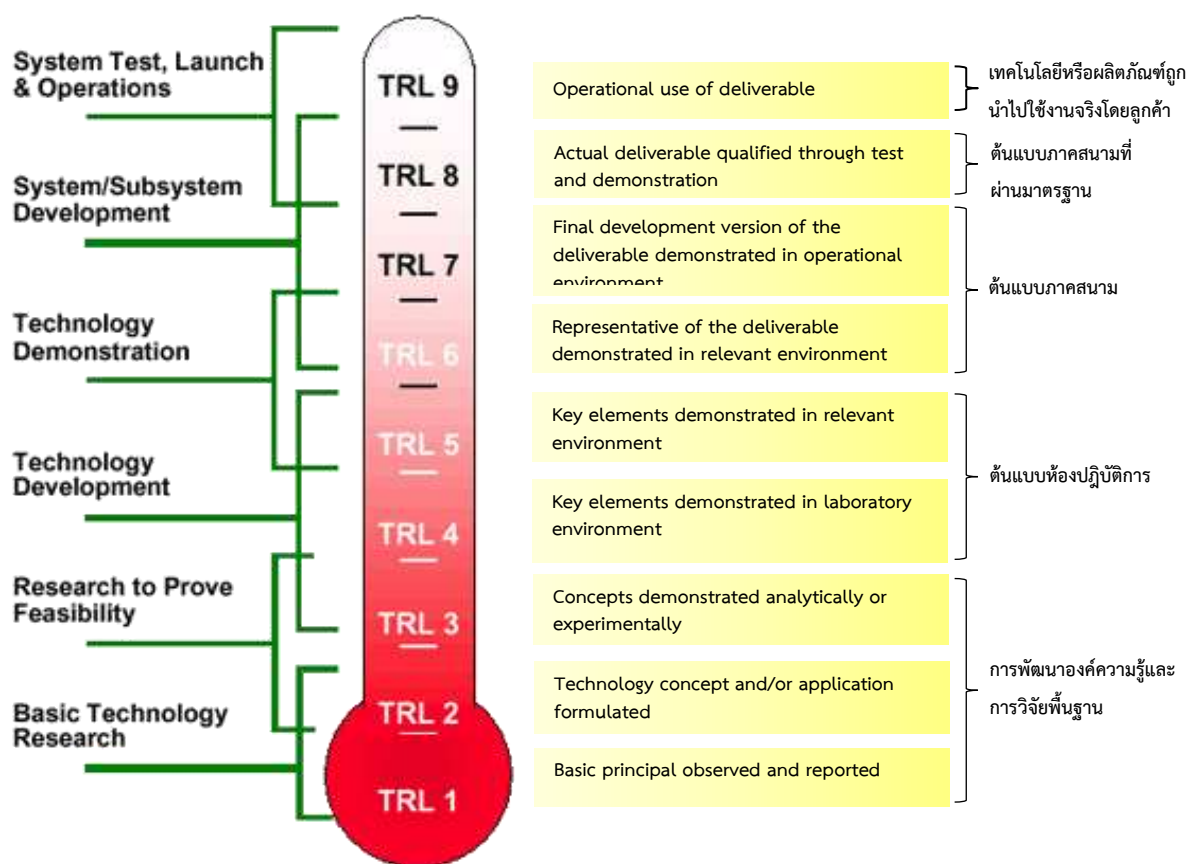 System Test, Launch
& Operations
System/Subsystem
Development
Technology
Demonstration
Technology
Development
Research to Prove
Feasibility
Basic Technology
Research
TRL 9
TRL 8
TRL 7
TRL 6
TRL 5
TRL 4
TRL 3
TRL 2
TRL 1
Operational use of deliverable
Actual deliverable qualified through test
and demonstration
Final development version of the
deliverable demonstrated in operational
environment
Representative of the deliverable
demonstrated in relevant environment
Key elements demonstrated in relevant
environment
Key elements demonstrated in laboratory
environment
Concepts demonstrated analytically or
experimentally
Technology concept and/or application
formulated
Basic principal observed and reported
เทคโนโลยีหรือผลิตภัณฑ์ถูก
นำไปใช้งานจริงโดยลูกค้า
ต้นแบบภาคสนามที่
ผ่านมาตรฐาน
ต้นแบบภาคสนาม
ต้นแบบห้องปฏิบัติการ
การพัฒนาองค์ความรู้และ
การวิจัยพื้นฐาน